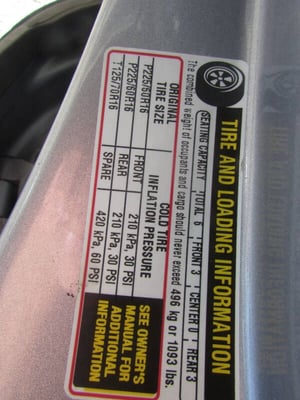 TIRE AND LOADING INFORMATION
SEATING CAPACITY TOTAL 6 FRONT 3 CENTER 0 REAR 3
The combined weight of occupants and cargo should never exceed 496 kg or 1093 lbs.
ORIGINAL TIRE SIZE COLD TIRE INFLATION PRESSURE
P225/60R16 FRONT 210 kPa, 30 PSI
P225/60R16 REAR 210 kPa, 30 PSI
T125/70R16 SPARE 420 kPa, 60 PSI
SEE OWNER'S
MANUAL FOR
ADDITIONAL
INFORMATION